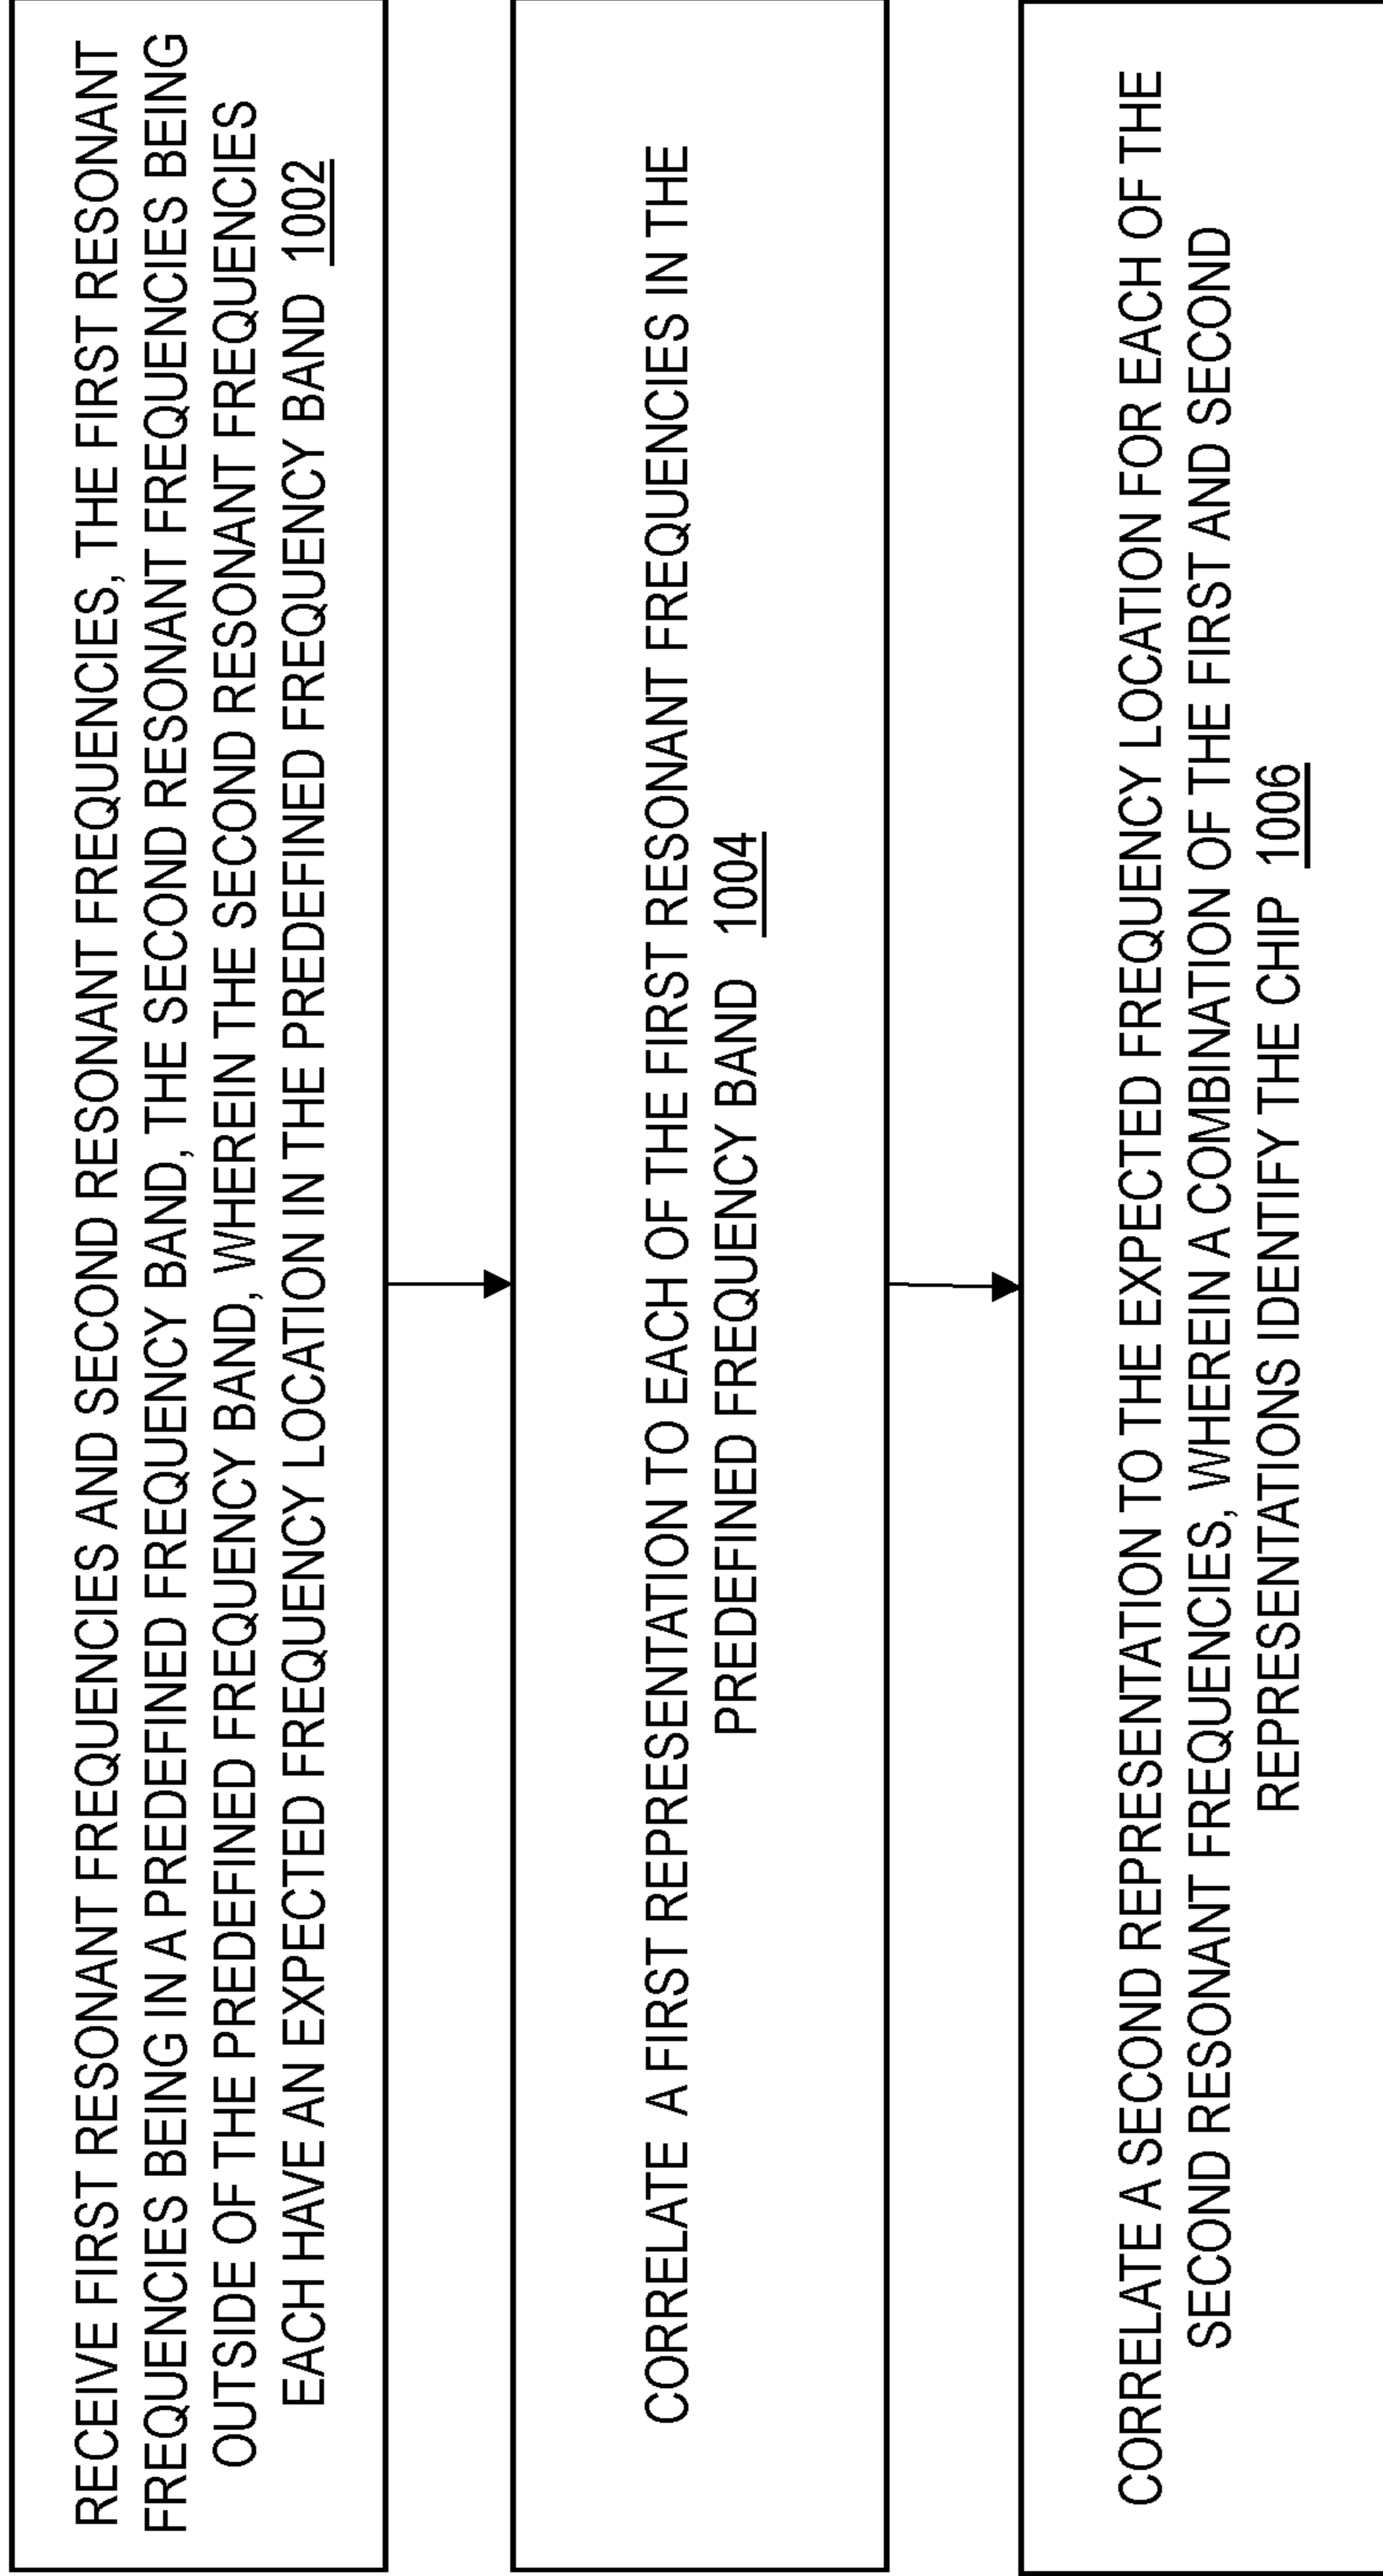 RECEIVE FIRST RESONANT FREQUENCIES AND SECOND RESONANT FREQUENCIES, THE FIRST RESONANT
FREQUENCIES BEING IN A PREDEFINED FREQUENCY BAND, THE SECOND RESONANT FREQUENCIES BEING
OUTSIDE OF THE PREDEFINED FREQUENCY BAND, WHEREIN THE SECOND RESONANT FREQUENCIES
EACH HAVE AN EXPECTED FREQUENCY LOCATION IN THE PREDEFINED FREQUENCY BAND 1002
CORRELATE A FIRST REPRESENTATION TO EACH OF THE FIRST RESONANT FREQUENCIES IN THE
PREDEFINED FREQUENCY BAND 1004
CORRELATE A SECOND REPRESENTATION TO THE EXPECTED FREQUENCY LOCATION FOR EACH OF THE
SECOND RESONANT FREQUENCIES, WHEREIN A COMBINATION OF THE FIRST AND SECOND
REPRESENTATIONS IDENTIFY THE CHIP 1006